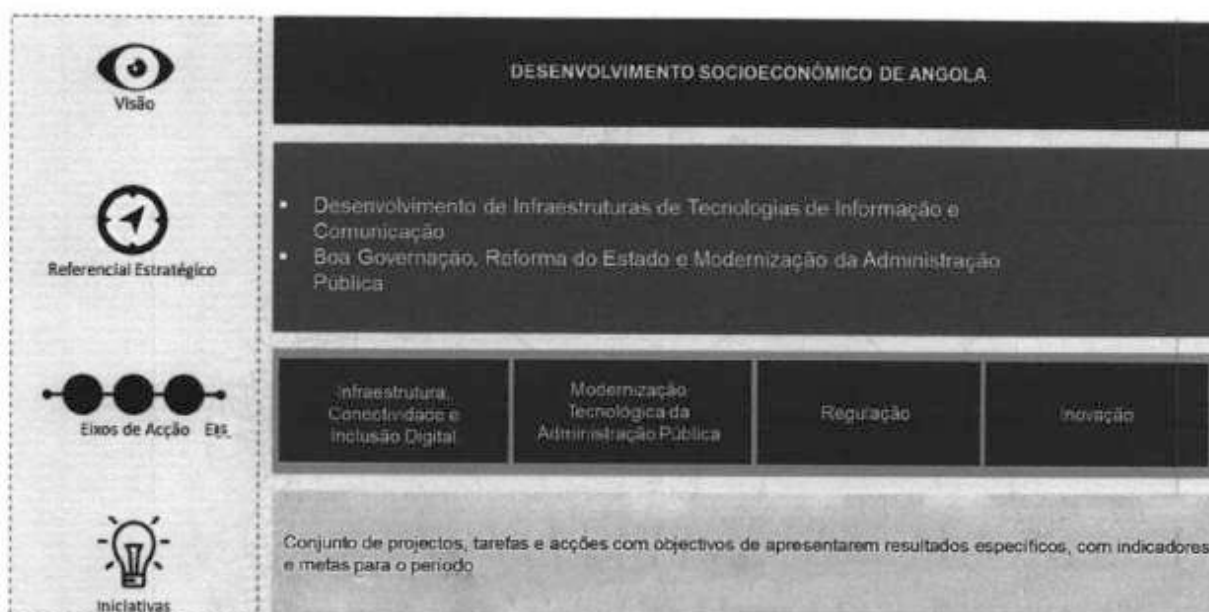 DESENVOLVIMENTO SOCIOECONÓMICO DE ANGOLA
Visão
▪ Desenvolvimento de Infraestruturas de Tecnologias de Informação e
Comunicação
▪ Boa Governação, Reforma do Estado e Modernização da Administração
Pública
Referencial Estratégico
Infraestrutura,
Conectividade e
Inclusão Digital
Modernização
Tecnológica da
Administração Pública
Regulação
Inovação
Eixos de Acção
Conjunto de projectos, tarefas e acções com objectivos de apresentarem resultados específicos, com indicadores
e metas para o período
Iniciativas